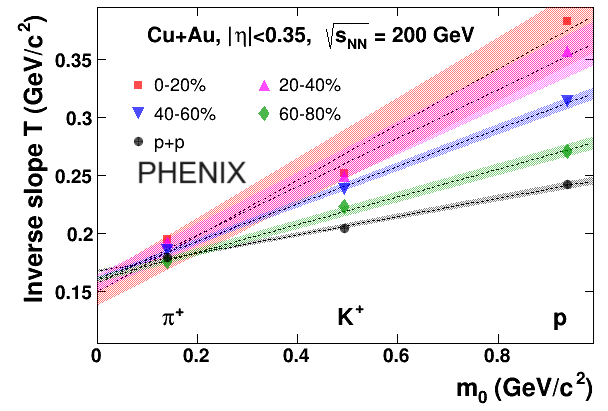 Cu+Au, |η|<0.35, √sNN = 200 GeV
0-20%
20-40%
40-60%
60-80%
p+p
PHENIX
Inverse slope T (GeV/c²)
0.35
0.3
0.25
0.2
0.15
π⁺
K⁺
p
0
0.2
0.4
0.6
0.8
m₀ (GeV/c²)